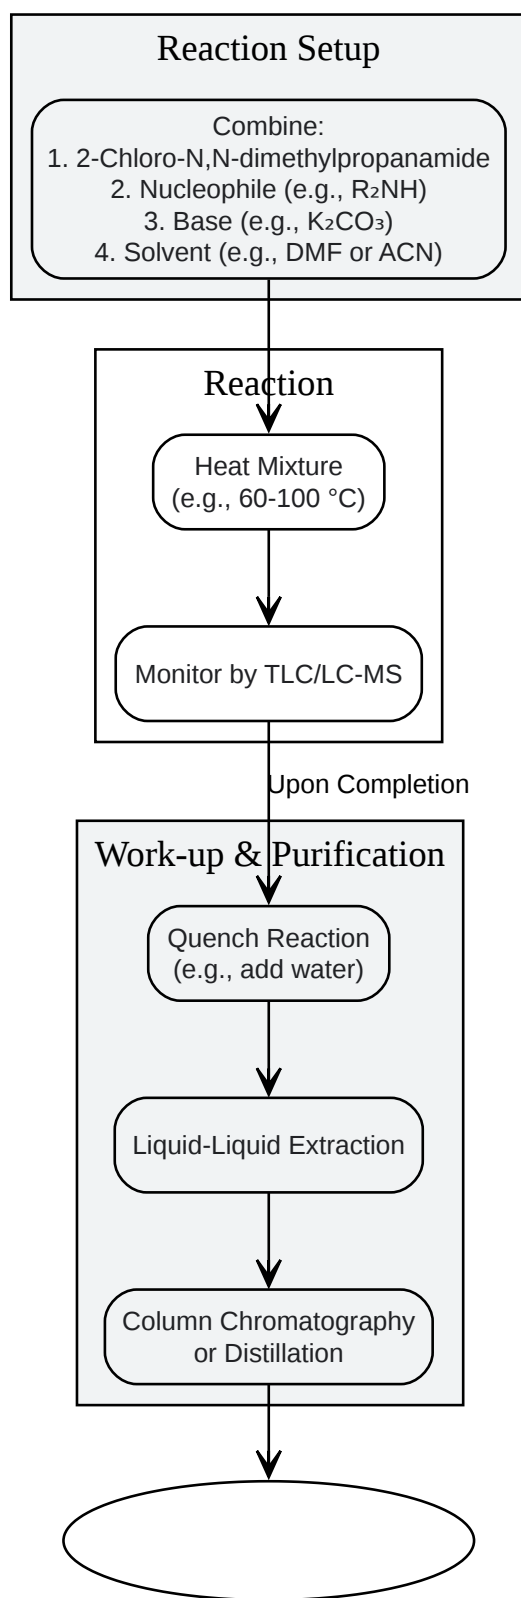 Reaction Setup
Combine:
1. 2-Chloro-N,N-dimethylpropanamide
2. Nucleophile (e.g., R₂NH)
3. Base (e.g., K₂CO₃)
4. Solvent (e.g., DMF or ACN)
Reaction
Heat Mixture
(e.g., 60-100 °C)
Monitor by TLC/LC-MS
Upon Completion
Work-up & Purification
Quench Reaction
(e.g., add water)
Liquid-Liquid Extraction
Column Chromatography
or Distillation